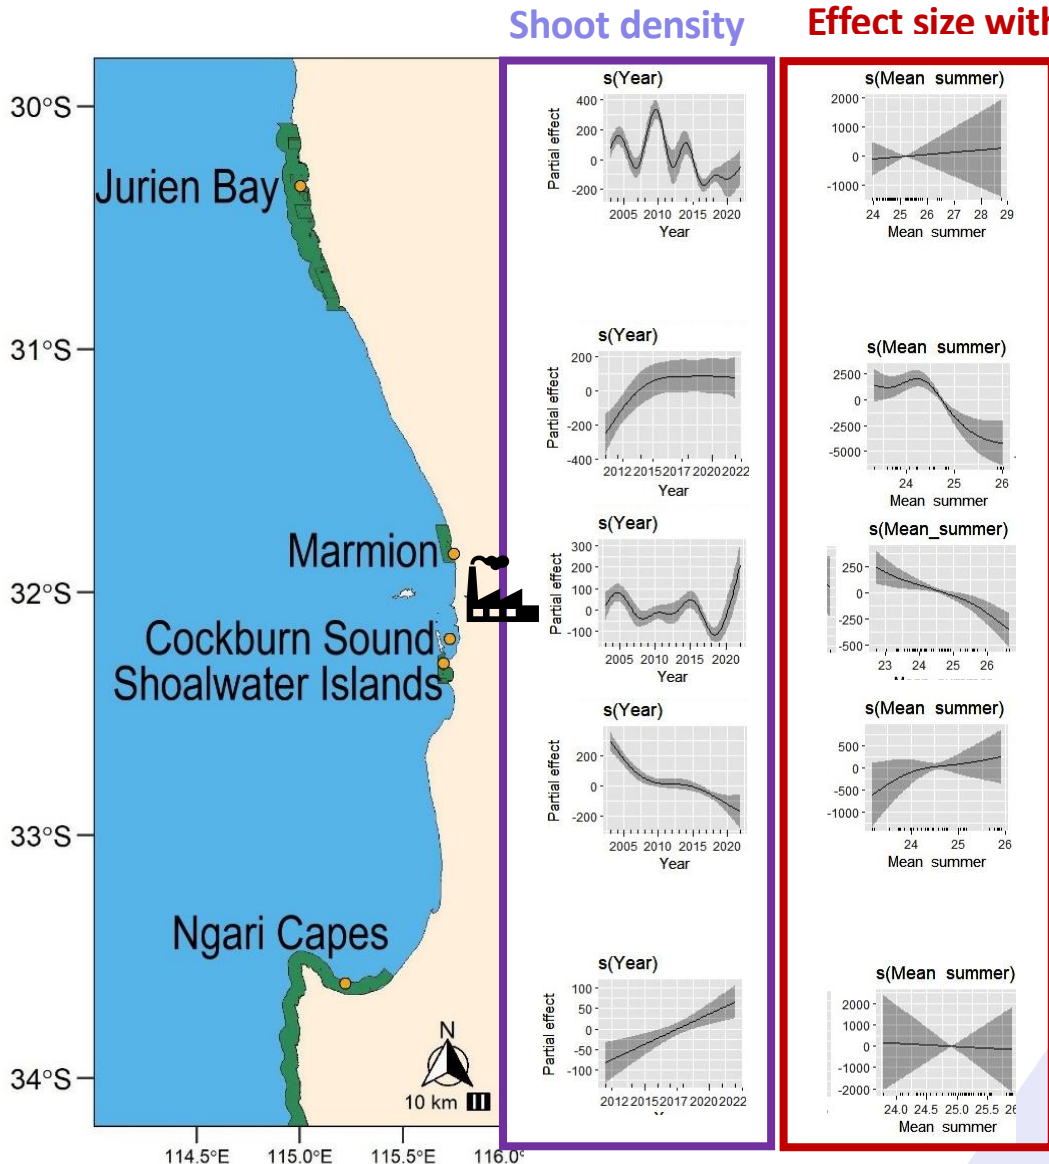 Shoot density
Effect size with
30°S
31°S
32°S
33°S
34°S
Jurien Bay
Marmion
Cockburn Sound
Shoalwater Islands
Ngari Capes
N
10 km
114.5°E 115.0°E 115.5°E 116.0°
s(Year)
Partial effect
400
200
0
-200
2005 2010 2015 2020
Year
s(Mean summer)
2000
1000
0
-1000
24 25 26 27 28 29
Mean summer
s(Year)
Partial effect
200
0
-200
-400
2012 2015 2017 2020 2022
Year
s(Mean summer)
2500
0
-2500
-5000
24 25 26
Mean summer
s(Year)
Partial effect
300
200
100
0
-100
2005 2010 2015 2020
Year
s(Mean_summer)
250
0
-250
-500
23 24 25 26
s(Year)
Partial effect
200
0
-200
2005 2010 2015 2020
Year
s(Mean summer)
500
0
-500
-1000
24 25 26
Mean summer
s(Year)
Partial effect
100
50
0
-50
-100
2012 2015 2017 2020 2022
s(Mean summer)
2000
1000
0
-1000
-2000
24.0 24.5 25.0 25.5 26
Mean summer